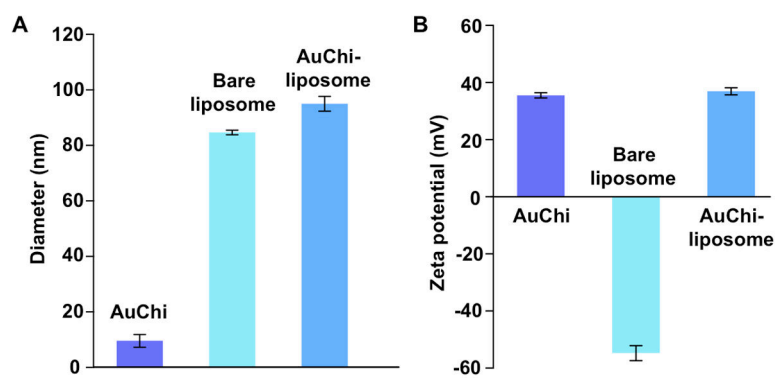 A
120
100
80
60
40
20
0
Diameter (nm)
AuChi
Bare
liposome
AuChi-
liposome
B
60
40
20
0
-20
-40
-60
Zeta potential (mV)
AuChi
Bare
liposome
AuChi-
liposome